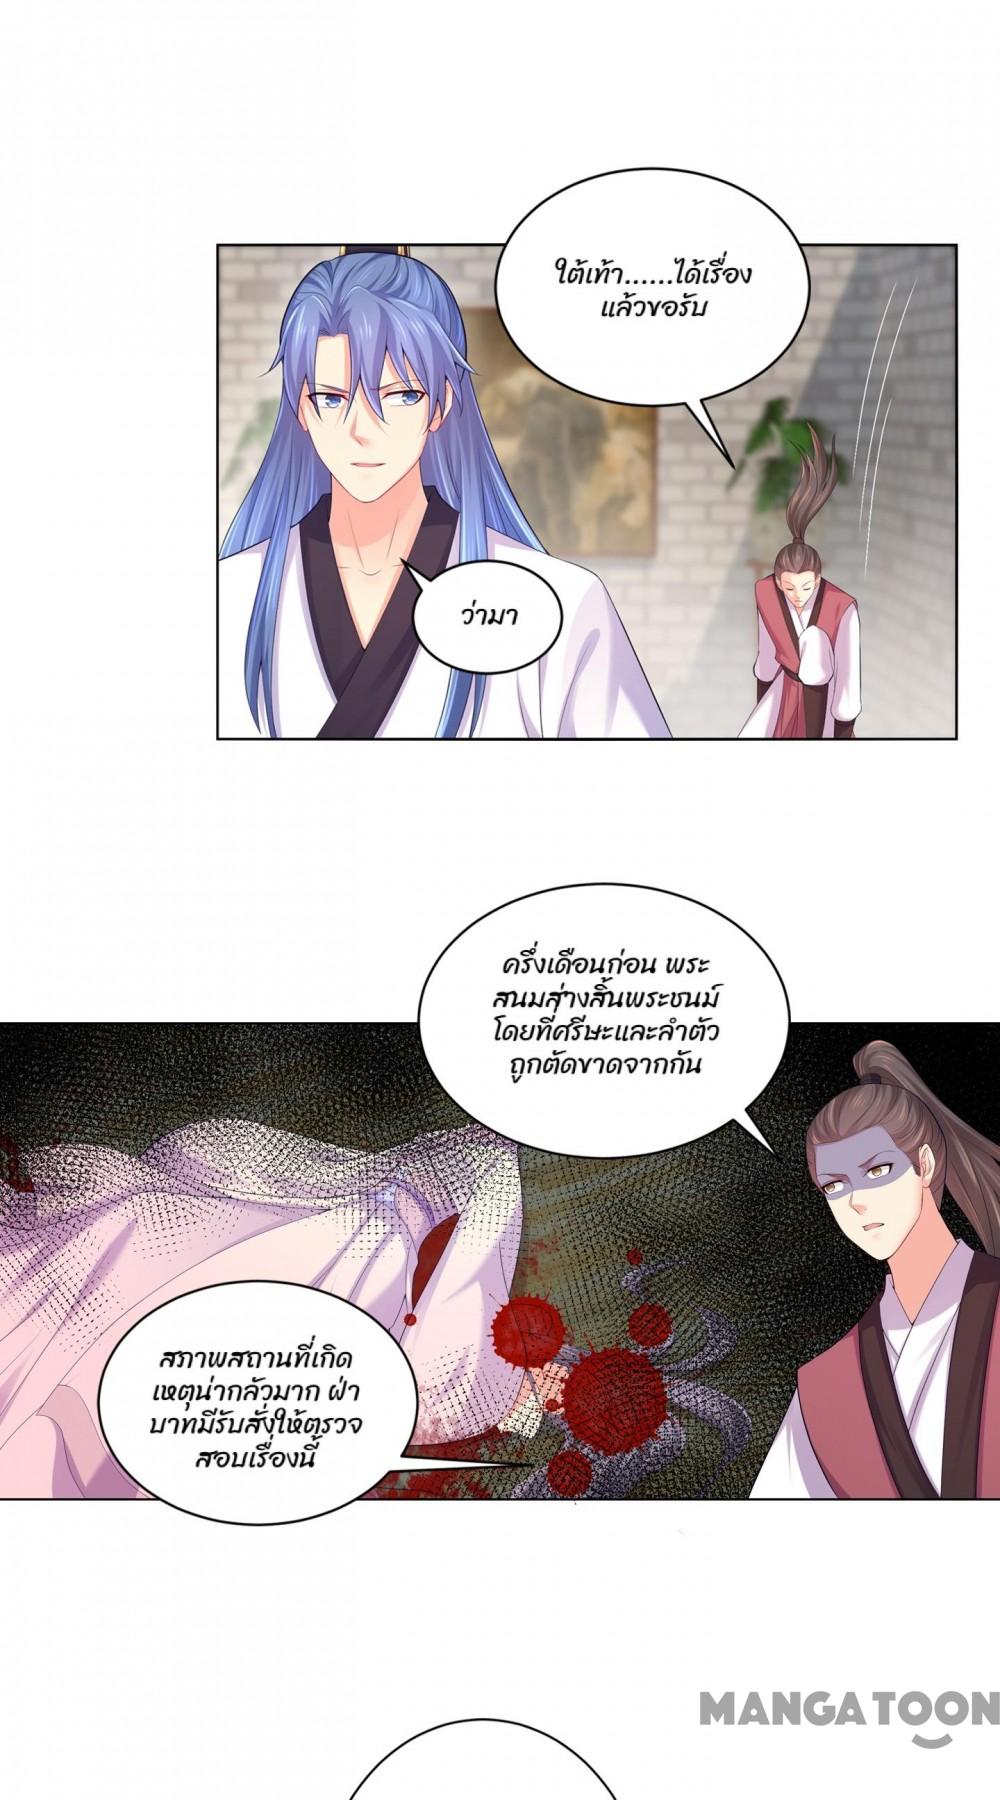 ใต้เท้า......ได้เรื่อง
แล้วขอรับ
ว่ามา
ครึ่งเดือนก่อน พระ
สนมส่างสิ้นพระชนม์
โดยที่ศรีษะและลำตัว
ถูกตัดขาดจากกัน
สภาพสถานที่เกิด
เหตุน่ากลัวมาก ฝ่า
บาทมีรับสั่งให้ตรวจ
สอบเรื่องนี้
MANGATOON